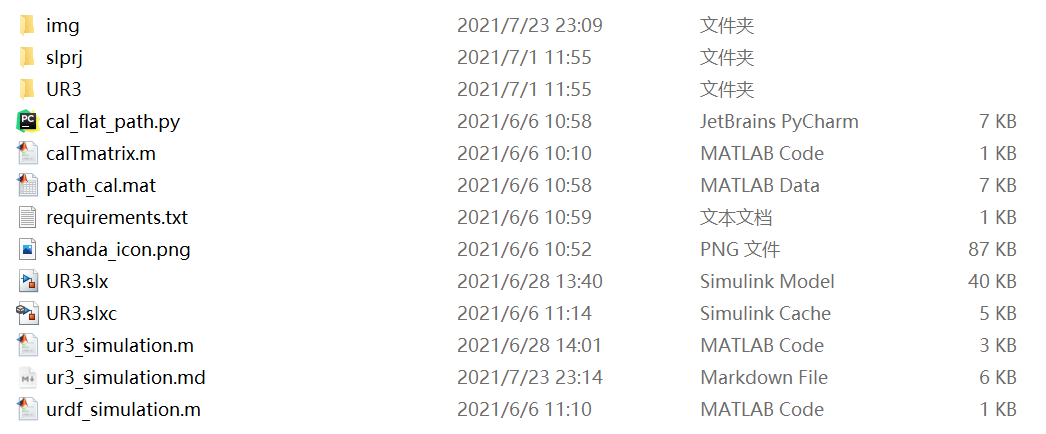 img 2021/7/23 23:09 文件夹
slprj 2021/7/1 11:55 文件夹
UR3 2021/7/1 11:55 文件夹
PC cal_flat_path.py 2021/6/6 10:58 JetBrains PyCharm 7 KB
calTmatrix.m 2021/6/6 10:10 MATLAB Code 1 KB
path_cal.mat 2021/6/6 10:58 MATLAB Data 7 KB
requirements.txt 2021/6/6 10:59 文本文档 1 KB
shanda_icon.png 2021/6/6 10:52 PNG 文件 87 KB
UR3.slx 2021/6/28 13:40 Simulink Model 40 KB
UR3.slxc 2021/6/6 11:14 Simulink Cache 5 KB
ur3_simulation.m 2021/6/28 14:01 MATLAB Code 3 KB
M ur3_simulation.md 2021/7/23 23:14 Markdown File 6 KB
urdf_simulation.m 2021/6/6 11:10 MATLAB Code 1 KB